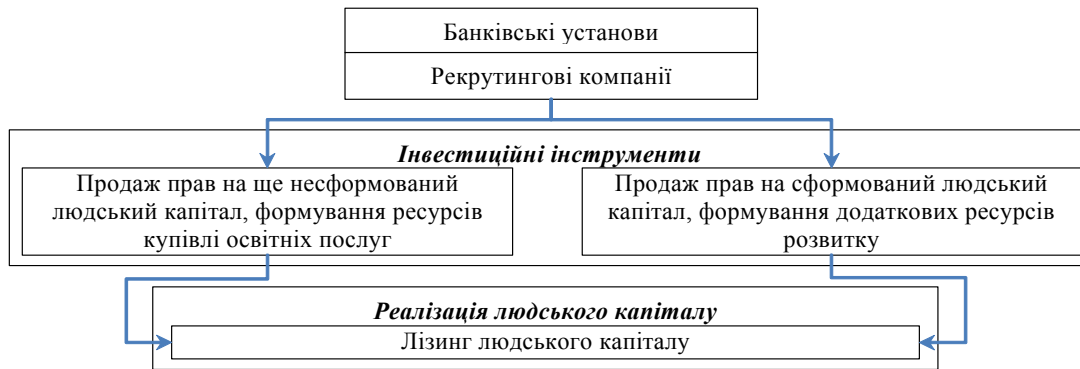 Банківські установи
Рекрутингові компанії
Інвестиційні інструменти
Продаж прав на ще несформований
людський капітал, формування ресурсів
купівлі освітніх послуг
Продаж прав на сформований людський
капітал, формування додаткових ресурсів
розвитку
Реалізація людського капіталу
Лізинг людського капіталу